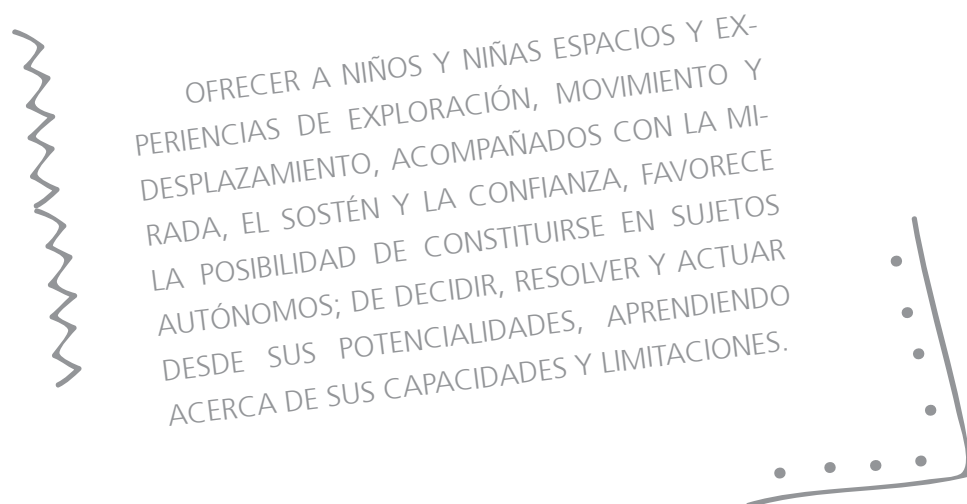 OFRECER A NIÑOS Y NIÑAS ESPACIOS Y EX-
PERIENCIAS DE EXPLORACIÓN, MOVIMIENTO Y
DESPLAZAMIENTO, ACOMPAÑADOS CON LA MI-
RADA, EL SOSTÉN Y LA CONFIANZA, FAVORECE
LA POSIBILIDAD DE CONSTITUIRSE EN SUJETOS
AUTÓNOMOS; DE DECIDIR, RESOLVER Y ACTUAR
DESDE SUS POTENCIALIDADES, APRENDIENDO
ACERCA DE SUS CAPACIDADES Y LIMITACIONES.